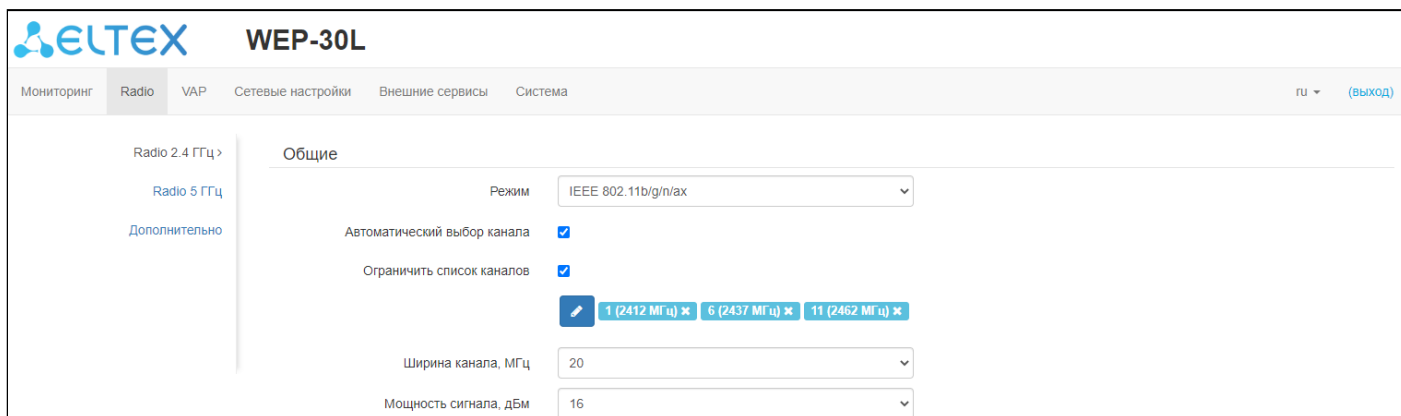 ELTEX WEP-30L
Мониторинг Radio VAP Сетевые настройки Внешние сервисы Система ru (выход)
Radio 2.4 ГГц > Общие
Radio 5 ГГц Режим IEEE 802.11b/g/n/ax
Дополнительно Автоматический выбор канала
Ограничить список каналов
1 (2412 МГц) 6 (2437 МГц) 11 (2462 МГц)
Ширина канала, МГц 20
Мощность сигнала, дБм 16